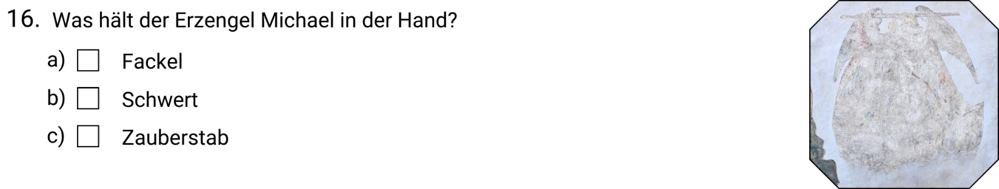 16. Was hält der Erzengel Michael in der Hand?
a) Fackel
b) Schwert
c) Zauberstab